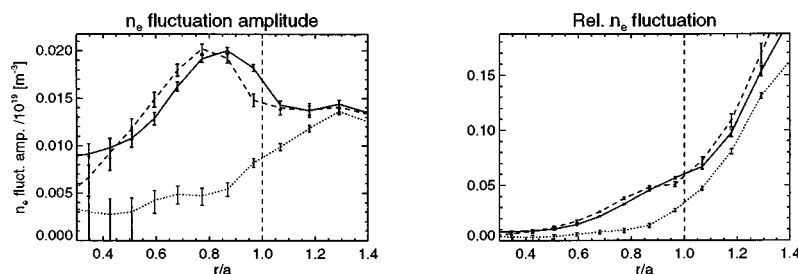 nₑ fluctuation amplitude
nₑ fluct. amp. /10¹⁹ [m⁻³]
0.020
0.015
0.010
0.005
0.000
0.4 0.6 0.8 1.0 1.2 1.4
r/a
Rel. nₑ fluctuation
0.15
0.10
0.05
0.00
0.4 0.6 0.8 1.0 1.2 1.4
r/a